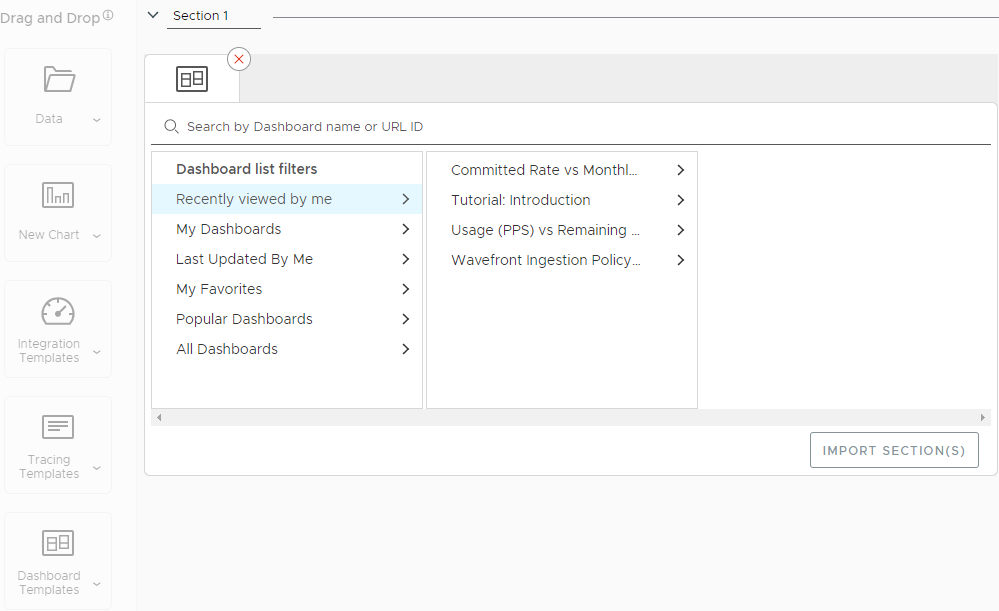 Drag and Drop
Data
New Chart
Integration
Templates
Tracing
Templates
Dashboard
Templates
Section 1
Search by Dashboard name or URL ID
Dashboard list filters
Recently viewed by me
My Dashboards
Last Updated By Me
My Favorites
Popular Dashboards
All Dashboards
Committed Rate vs Monthl...
Tutorial: Introduction
Usage (PPS) vs Remaining ...
Wavefront Ingestion Policy...
IMPORT SECTION(S)